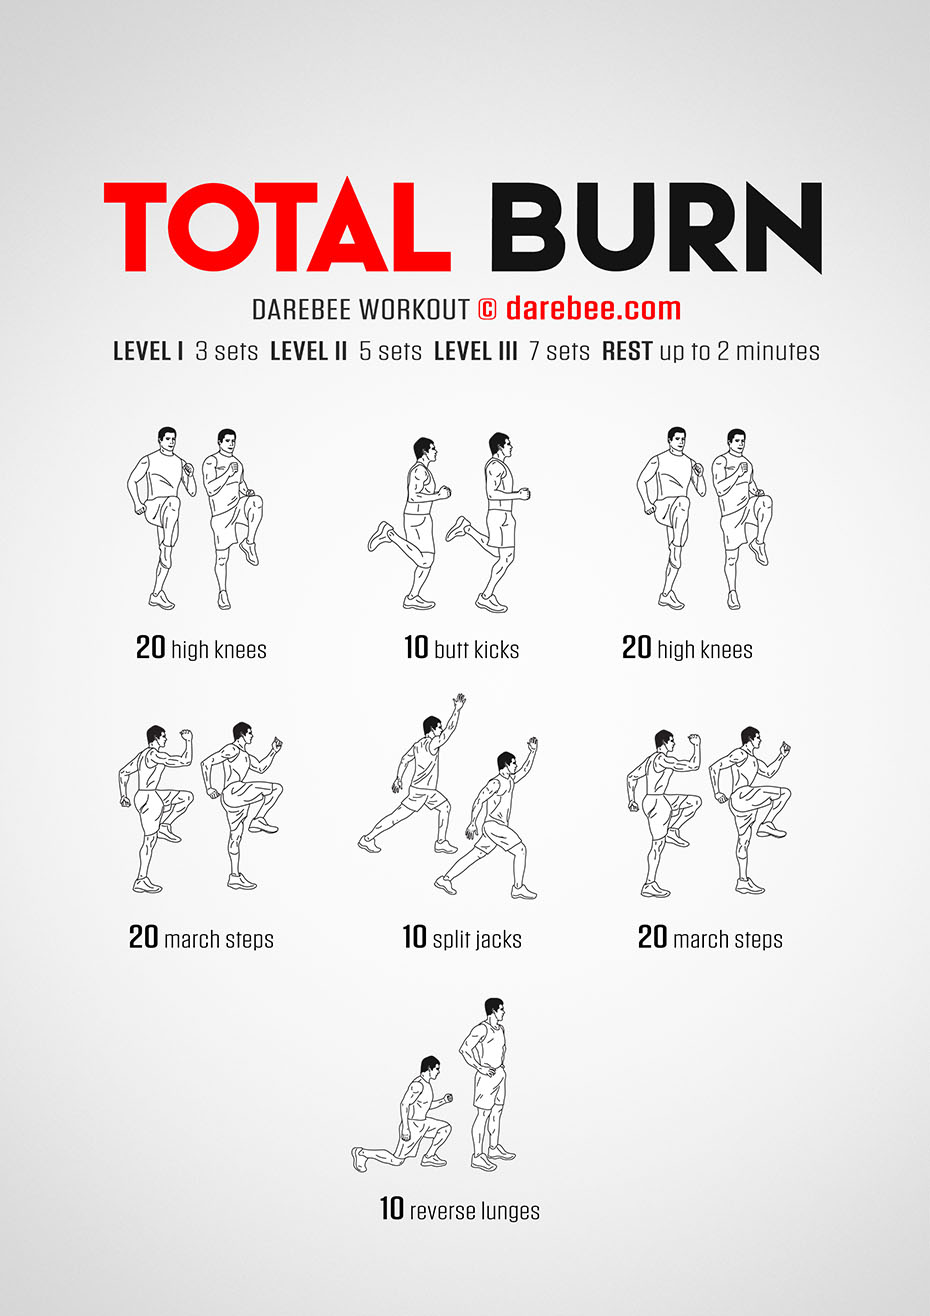 TOTAL BURN
DAREBEE WORKOUT © darebee.com
LEVEL I 3 sets LEVEL II 5 sets LEVEL III 7 sets REST up to 2 minutes
20 high knees
10 butt kicks
20 high knees
20 march steps
10 split jacks
20 march steps
10 reverse lunges